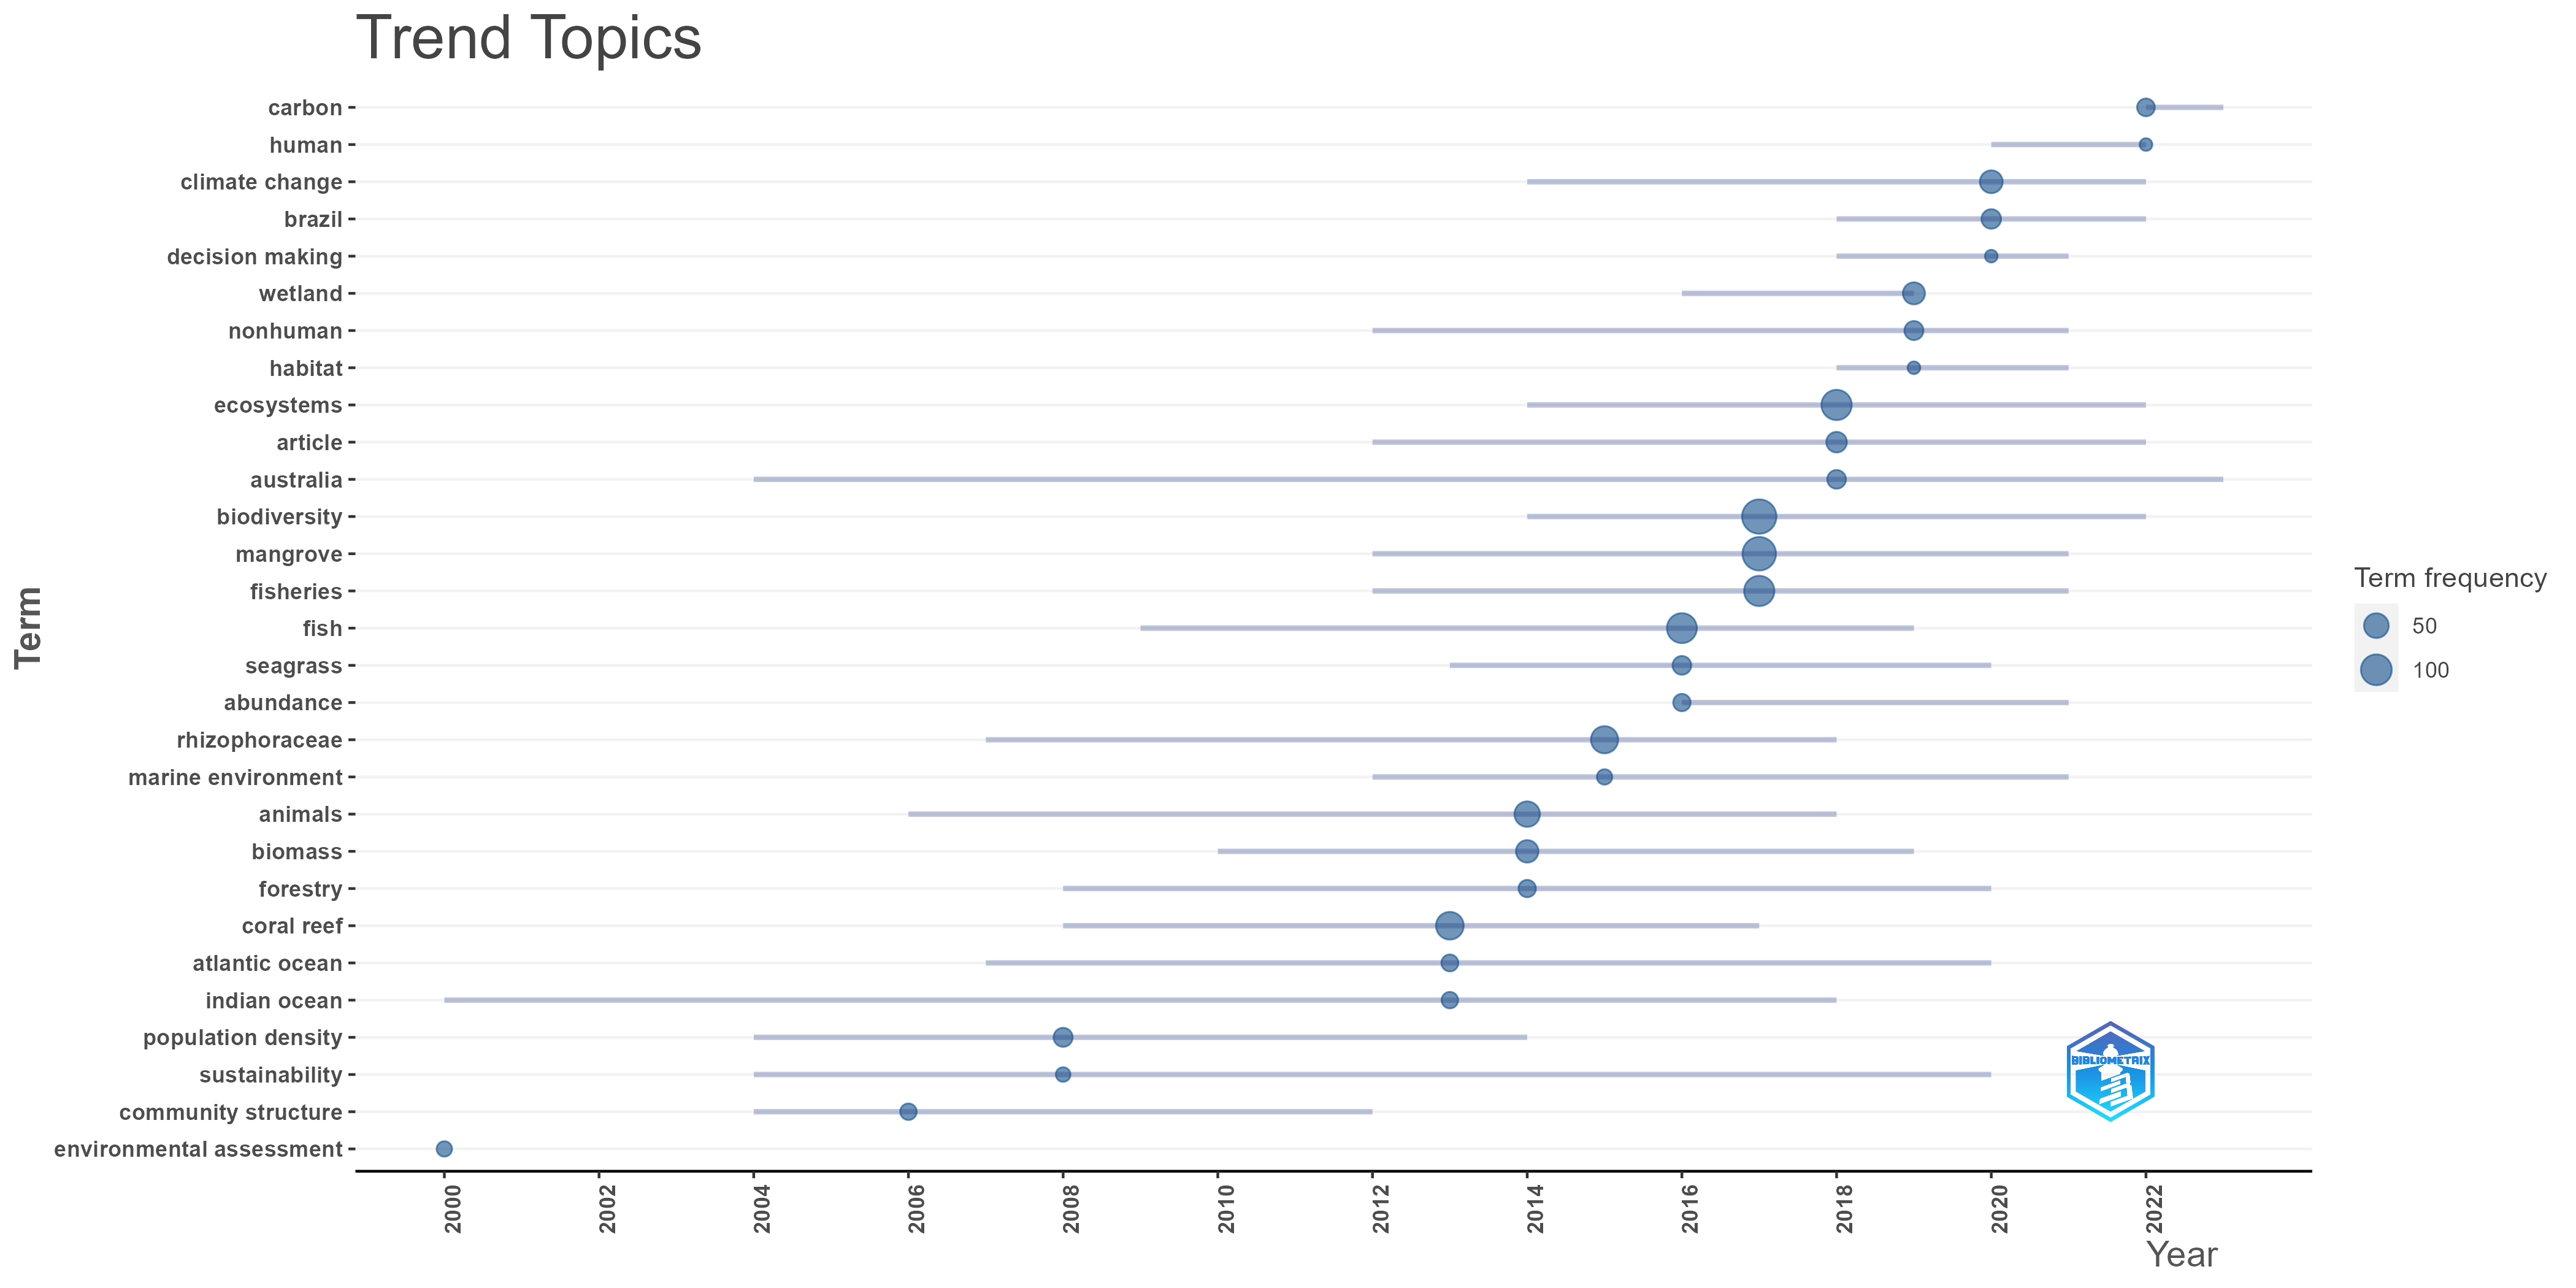 Trend Topics
carbon
human
climate change
brazil
decision making
wetland
nonhuman
habitat
ecosystems
article
australia
biodiversity
mangrove
fisheries
fish
seagrass
abundance
rhizophoraceae
marine environment
animals
biomass
forestry
coral reef
atlantic ocean
indian ocean
population density
sustainability
community structure
environmental assessment
Term
2000
2002
2004
2006
2008
2010
2012
2014
2016
2018
2020
2022
Year
Term frequency
50
100
BIBLIOMETRIX